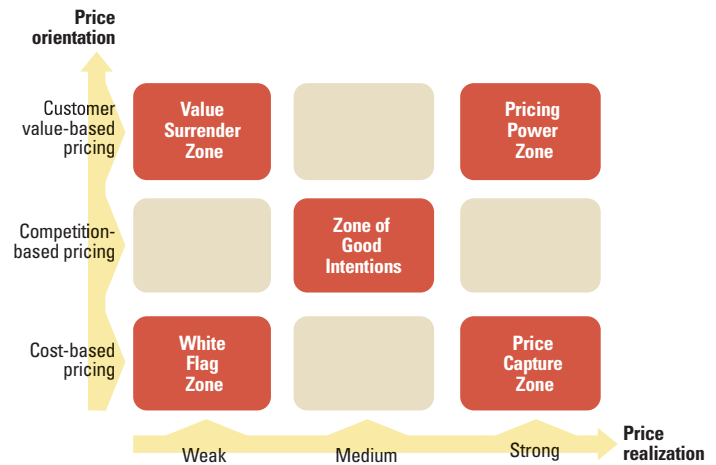 Price
orientation
Customer
value-based
pricing
Value
Surrender
Zone
Pricing
Power
Zone
Competition-
based pricing
Zone of
Good
Intentions
Cost-based
pricing
White
Flag
Zone
Price
Capture
Zone
Weak
Medium
Strong
Price
realization